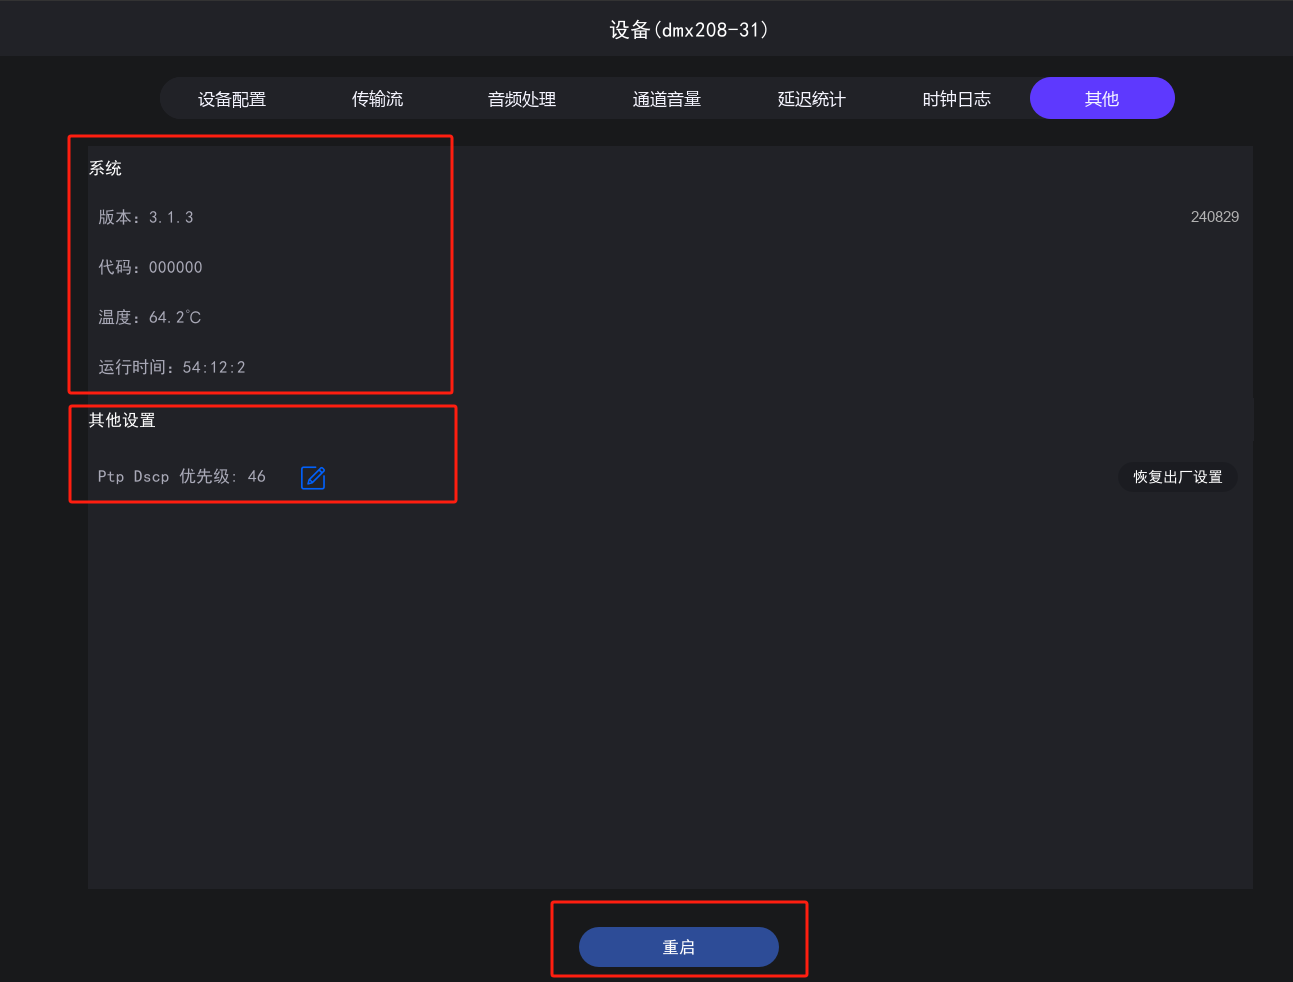 设备(dmx208-31)
设备配置 传输流 音频处理 通道音量 延迟统计 时钟日志 其他
系统
版本：3.1.3 240829
代码：000000
温度：64.2℃
运行时间：54:12:2
其他设置
Ptp Dscp 优先级: 46 恢复出厂设置
重启